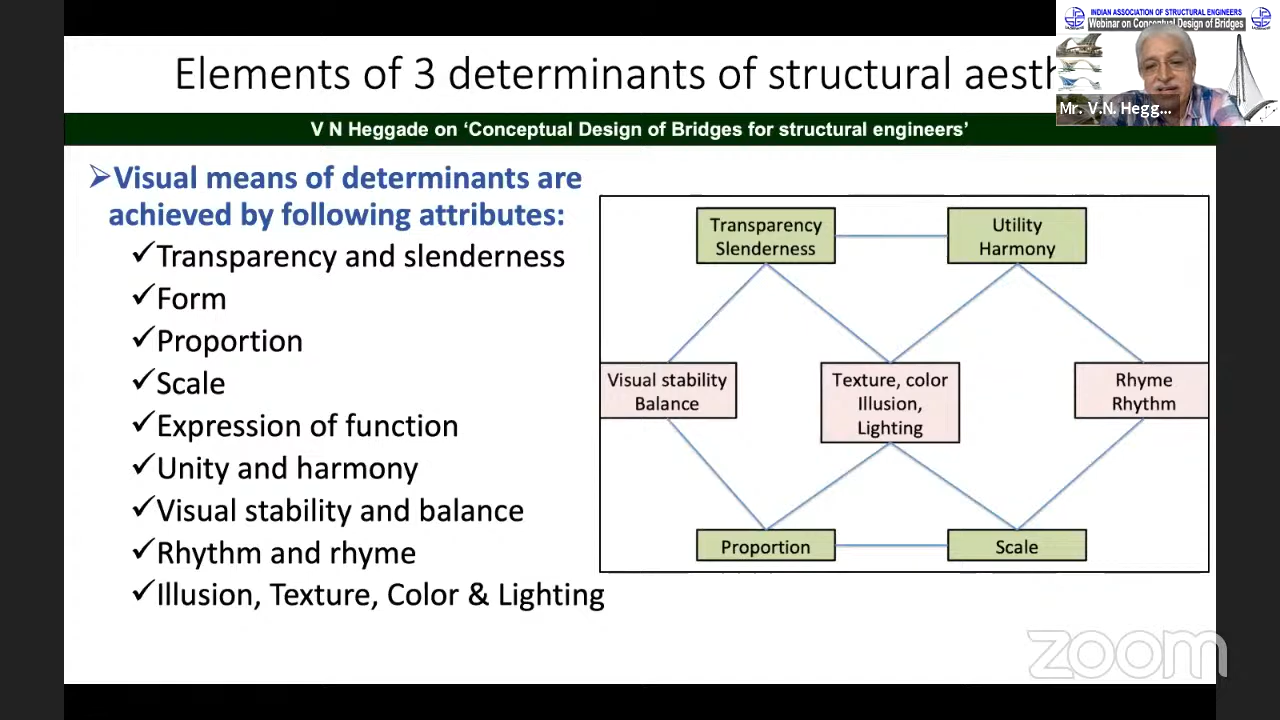 INDIAN ASSOCIATION OF STRUCTURAL ENGINEERS
Webinar on Conceptual Design of Bridges
Mr. V.N. Hegg...
Elements of 3 determinants of structural aesth
V N Heggade on ‘Conceptual Design of Bridges for structural engineers’
➢Visual means of determinants are
achieved by following attributes:
✓Transparency and slenderness
✓Form
✓Proportion
✓Scale
✓Expression of function
✓Unity and harmony
✓Visual stability and balance
✓Rhythm and rhyme
✓Illusion, Texture, Color & Lighting
Transparency
Slenderness
Utility
Harmony
Visual stability
Balance
Texture, color
Illusion,
Lighting
Rhyme
Rhythm
Proportion
Scale
zoom